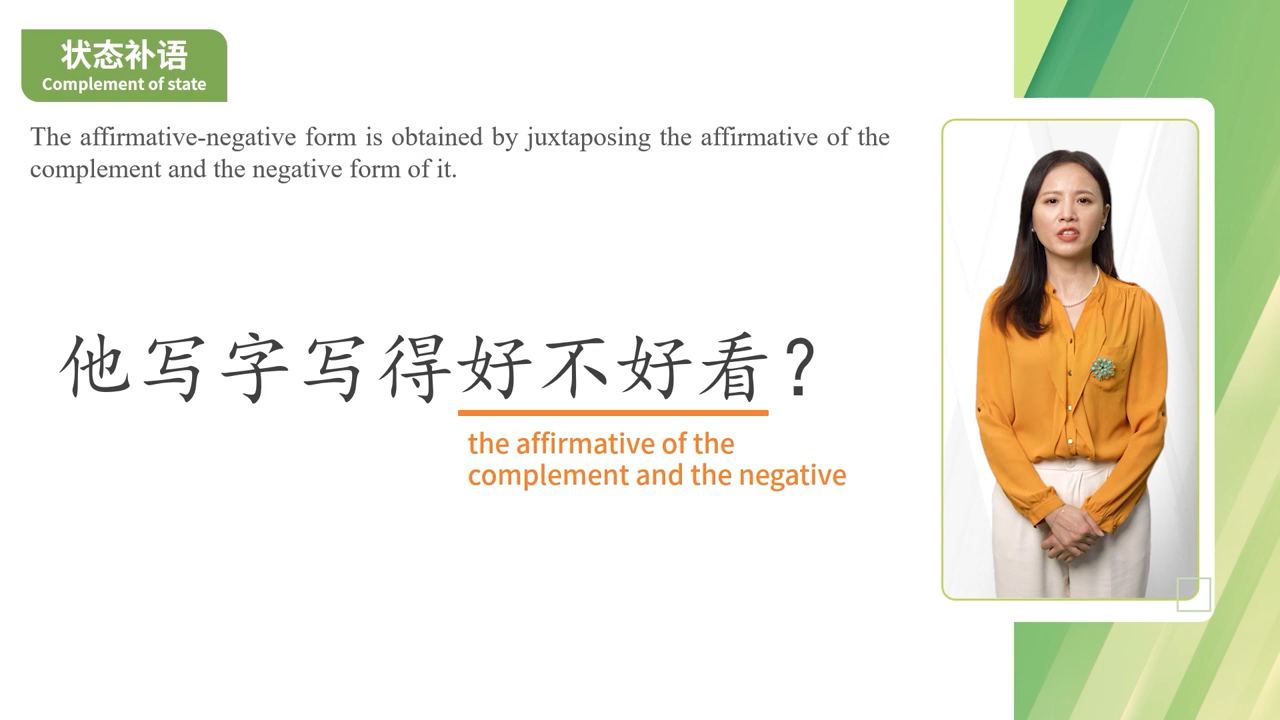 状态补语
Complement of state
The affirmative-negative form is obtained by juxtaposing the affirmative of the
complement and the negative form of it.
他写字写得好不好看？
the affirmative of the
complement and the negative